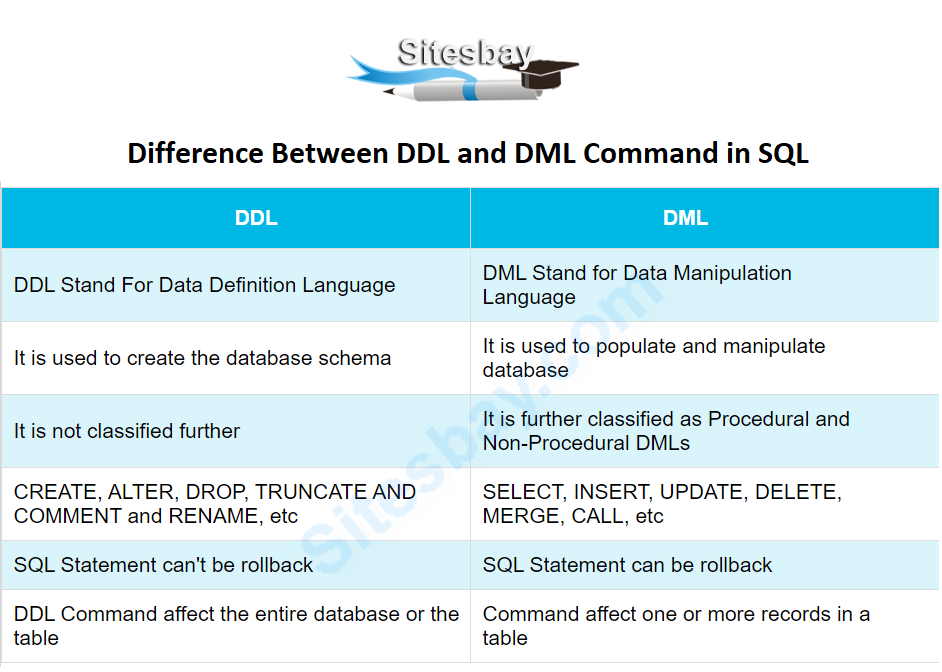 Sitesbay
Difference Between DDL and DML Command in SQL
DDL
DML
DDL Stand For Data Definition Language
DML Stand for Data Manipulation
Language
It is used to create the database schema
It is used to populate and manipulate
database
It is not classified further
It is further classified as Procedural and
Non-Procedural DMLs
CREATE, ALTER, DROP, TRUNCATE AND
COMMENT and RENAME, etc
SELECT, INSERT, UPDATE, DELETE,
MERGE, CALL, etc
SQL Statement can't be rollback
SQL Statement can be rollback
DDL Command affect the entire database or the
table
Command affect one or more records in a
table
Sitesbay.com